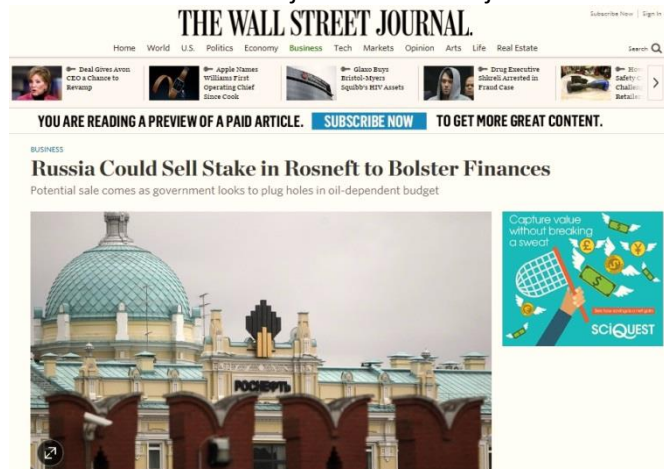 THE WALL STREET JOURNAL.
Subscribe Now | Sign In
Home World U.S. Politics Economy Business Tech Markets Opinion Arts Life Real Estate
Search
Deal Gives Avon
CEO a Chance to
Revamp
Apple Names
Williams First
Operating Chief
Since Cook
Glaxo Buys
Bristol-Myers
Squibb's HIV Assets
Drug Executive
Shkreli Arrested in
Fraud Case
Safety
Retailer
YOU ARE READING A PREVIEW OF A PAID ARTICLE. SUBSCRIBE NOW TO GET MORE GREAT CONTENT.
BUSINESS
Russia Could Sell Stake in Rosneft to Bolster Finances
Potential sale comes as government looks to plug holes in oil-dependent budget
РОСНЕФТЬ
Capture value
without breaking
a sweat
SCIQUEST